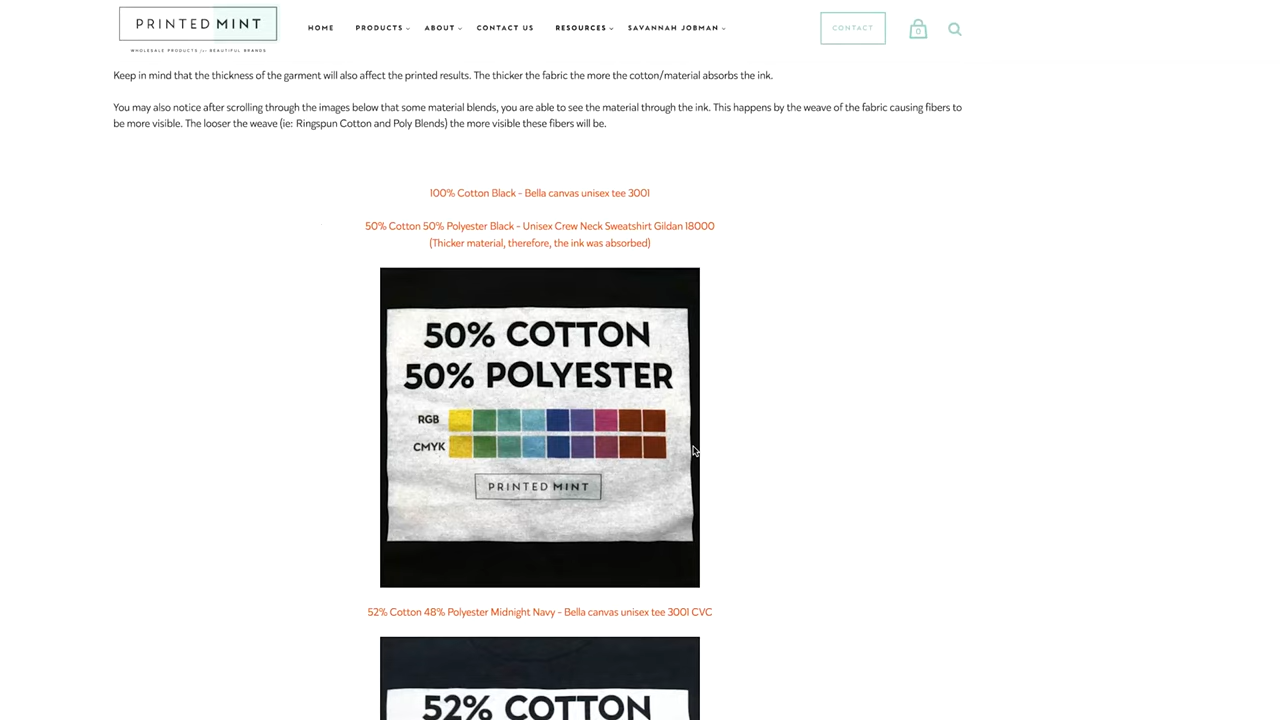 PRINTED MINT
WHOLESALE PRODUCTS for BEAUTIFUL BRANDS
HOME PRODUCTS ABOUT CONTACT US RESOURCES SAVANNAH JOBMAN
CONTACT
0
Keep in mind that the thickness of the garment will also affect the printed results. The thicker the fabric the more the cotton/material absorbs the ink.
You may also notice after scrolling through the images below that some material blends, you are able to see the material through the ink. This happens by the weave of the fabric causing fibers to
be more visible. The looser the weave (ie: Ringspun Cotton and Poly Blends) the more visible these fibers will be.
100% Cotton Black - Bella canvas unisex tee 3001
50% Cotton 50% Polyester Black - Unisex Crew Neck Sweatshirt Gildan 18000
(Thicker material, therefore, the ink was absorbed)
50% COTTON
50% POLYESTER
RGB
CMYK
PRINTED MINT
52% Cotton 48% Polyester Midnight Navy - Bella canvas unisex tee 3001 CVC
52% COTTON